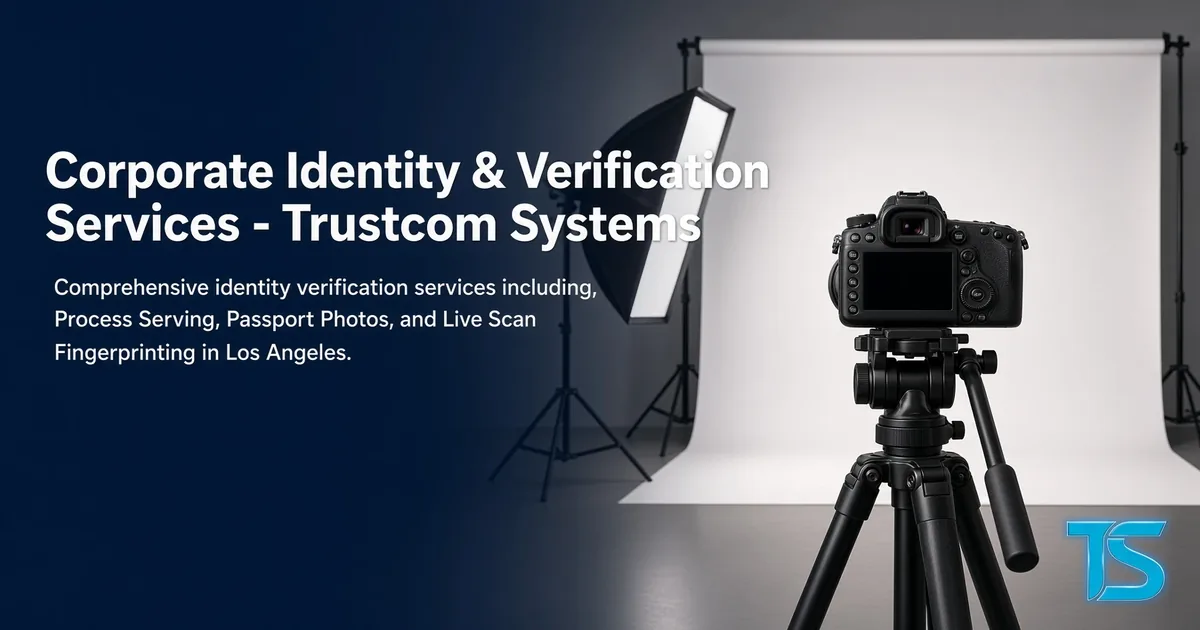 Corporate Identity & Verification
Services - Trustcom Systems
Comprehensive identity verification services including,
Process Serving, Passport Photos, and Live Scan
Fingerprinting in Los Angeles.
TS